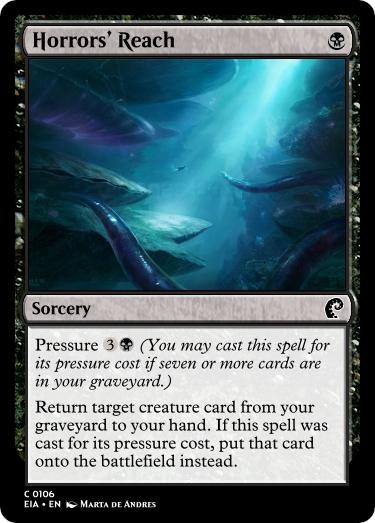 Horrors' Reach
Sorcery
Pressure 3 (You may cast this spell for
its pressure cost if seven or more cards are
in your graveyard.)
Return target creature card from your
graveyard to your hand. If this spell was
cast for its pressure cost, put that card
onto the battlefield instead.
C 0106
EIA • EN Marta de Andres